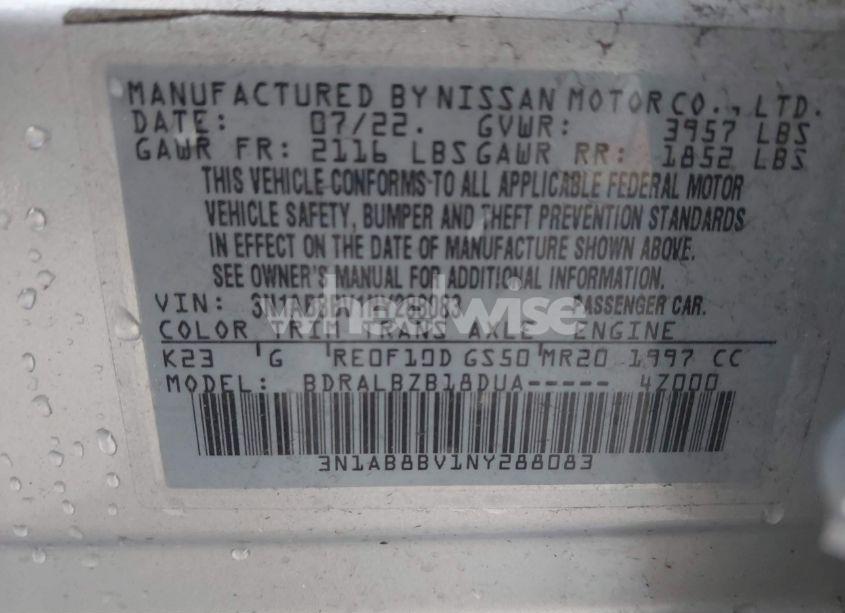 MANUFACTURED BY NISSAN MOTOR CO., LTD.
DATE: 07/22. GVWR: 3957 LBS
GAWR FR: 2116 LBS GAWR RR: 1852 LBS
THIS VEHICLE CONFORMS TO ALL APPLICABLE FEDERAL MOTOR
VEHICLE SAFETY, BUMPER AND THEFT PREVENTION STANDARDS
IN EFFECT ON THE DATE OF MANUFACTURE SHOWN ABOVE.
SEE OWNER'S MANUAL FOR ADDITIONAL INFORMATION.
VIN: 3N1AB8BV1NY288083 PASSENGER CAR.
wheelwise
COLOR TRIM TRANS AXLE ENGINE
K23 G RE0F10D GS50 MR20 1997 CC
MODEL: BDRALBZB18DUA----- 4Z000
3N1AB8BV1NY288083